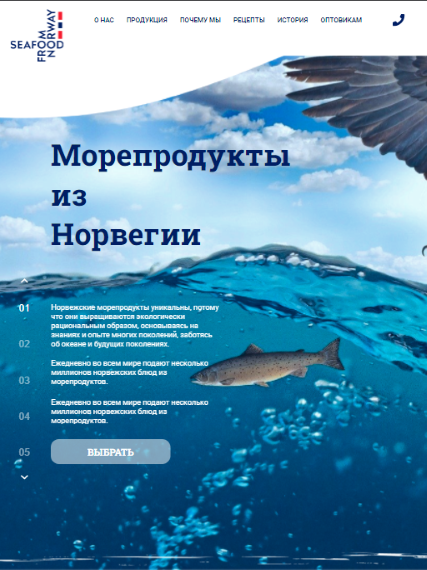 SEAFOOD
FROM
NORWAY
О НАС ПРОДУКЦИЯ ПОЧЕМУ МЫ РЕЦЕПТЫ ИСТОРИЯ ОПТОВИКАМ
Морепродукты
из
Норвегии
01
Норвежские морепродукты уникальны, потому
что они выращиваются экологически
рациональным образом, основываясь на
знаниях и опыте многих поколений, заботясь
об океане и будущих поколениях.
02
Ежедневно во всем мире подают несколько
миллионов норвежских блюд из
морепродуктов.
03
Ежедневно во всем мире подают несколько
миллионов норвежских блюд из
морепродуктов.
04
05
ВЫБРАТЬ